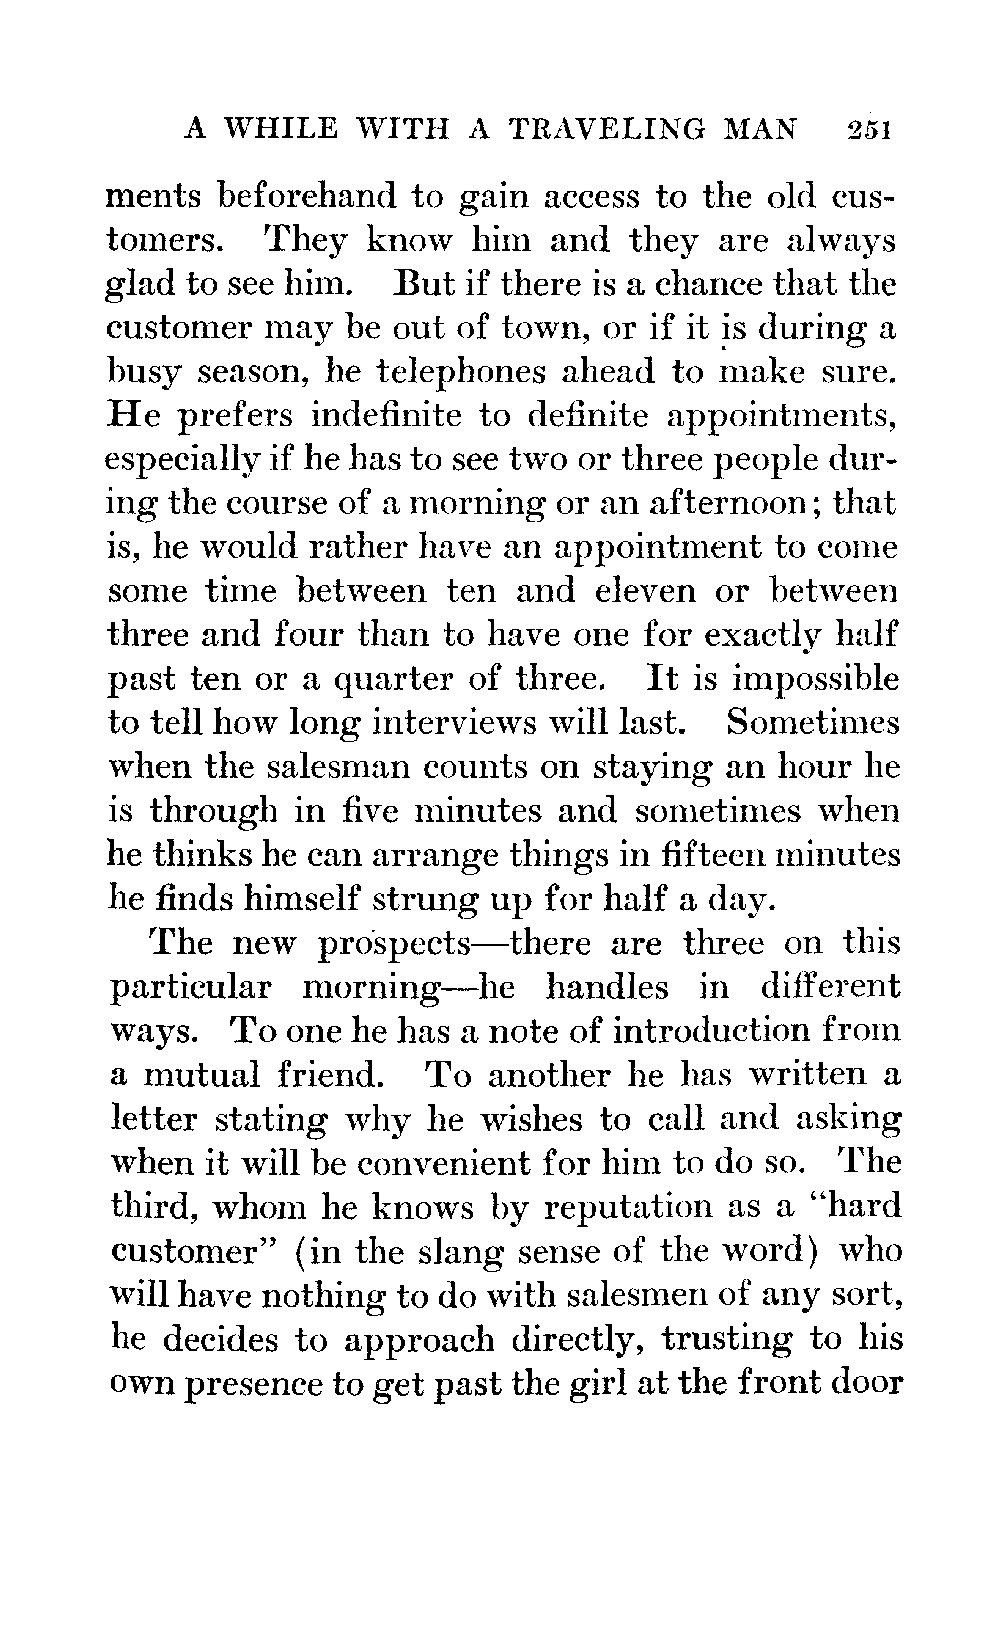 A WHILE WITH A TRAVELING MAN 251
ments beforehand to gain access to the old cus-
tomers. They know him and they are always
glad to see him. But if there is a chance that the
customer may be out of town, or if it is during a
busy season, he telephones ahead to make sure.
He prefers indefinite to definite appointments,
especially if he has to see two or three people dur-
ing the course of a morning or an afternoon; that
is, he would rather have an appointment to come
some time between ten and eleven or between
three and four than to have one for exactly half
past ten or a quarter of three. It is impossible
to tell how long interviews will last. Sometimes
when the salesman counts on staying an hour he
is through in five minutes and sometimes when
he thinks he can arrange things in fifteen minutes
he finds himself strung up for half a day.
The new prospects—there are three on this
particular morning—he handles in different
ways. To one he has a note of introduction from
a mutual friend. To another he has written a
letter stating why he wishes to call and asking
when it will be convenient for him to do so. The
third, whom he knows by reputation as a “hard
customer” (in the slang sense of the word) who
will have nothing to do with salesmen of any sort,
he decides to approach directly, trusting to his
own presence to get past the girl at the front door